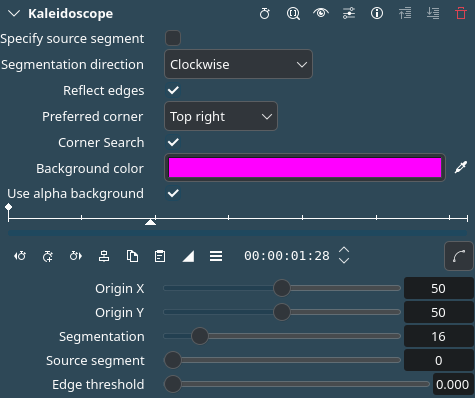 Kaleidoscope
Specify source segment
Segmentation direction Clockwise
Reflect edges
Preferred corner Top right
Corner Search
Background color
Use alpha background
00:00:01:28
Origin X 50
Origin Y 50
Segmentation 16
Source segment 0
Edge threshold 0.000